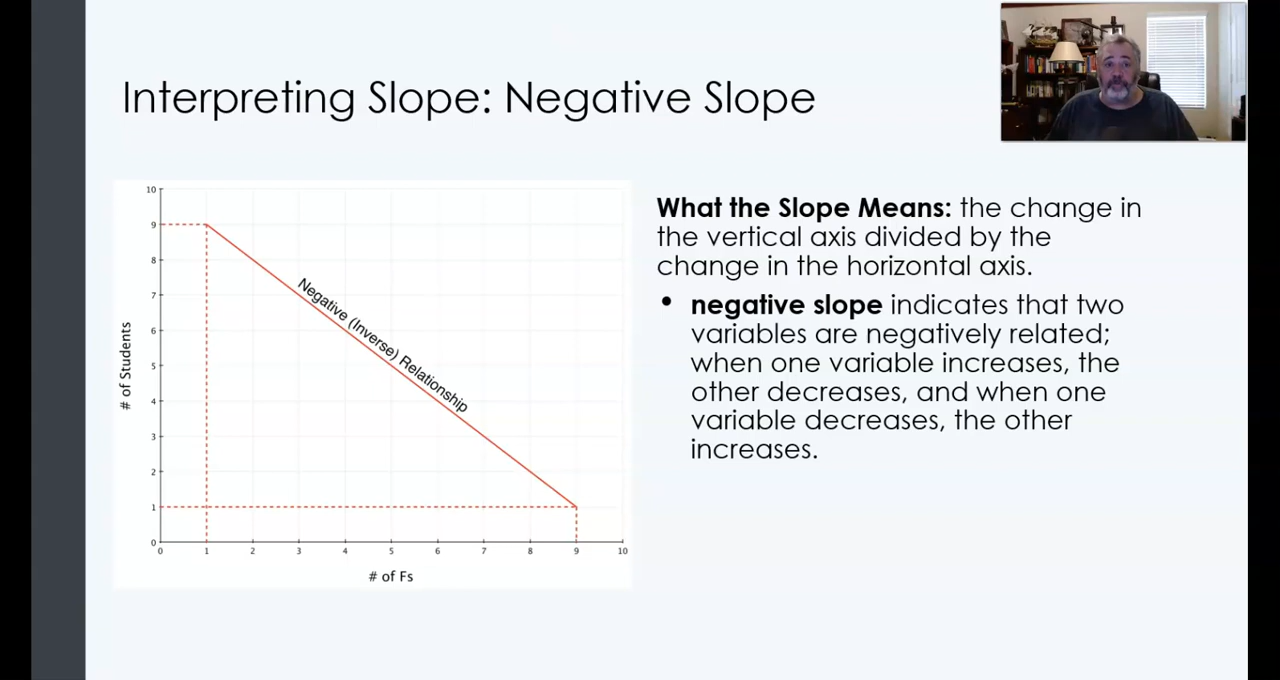 Interpreting Slope: Negative Slope
10
9
8
7
6
5
4
3
2
1
0
# of Students
Negative (Inverse) Relationship
0 1 2 3 4 5 6 7 8 9 10
# of Fs
What the Slope Means: the change in
the vertical axis divided by the
change in the horizontal axis.
• negative slope indicates that two
variables are negatively related;
when one variable increases, the
other decreases, and when one
variable decreases, the other
increases.